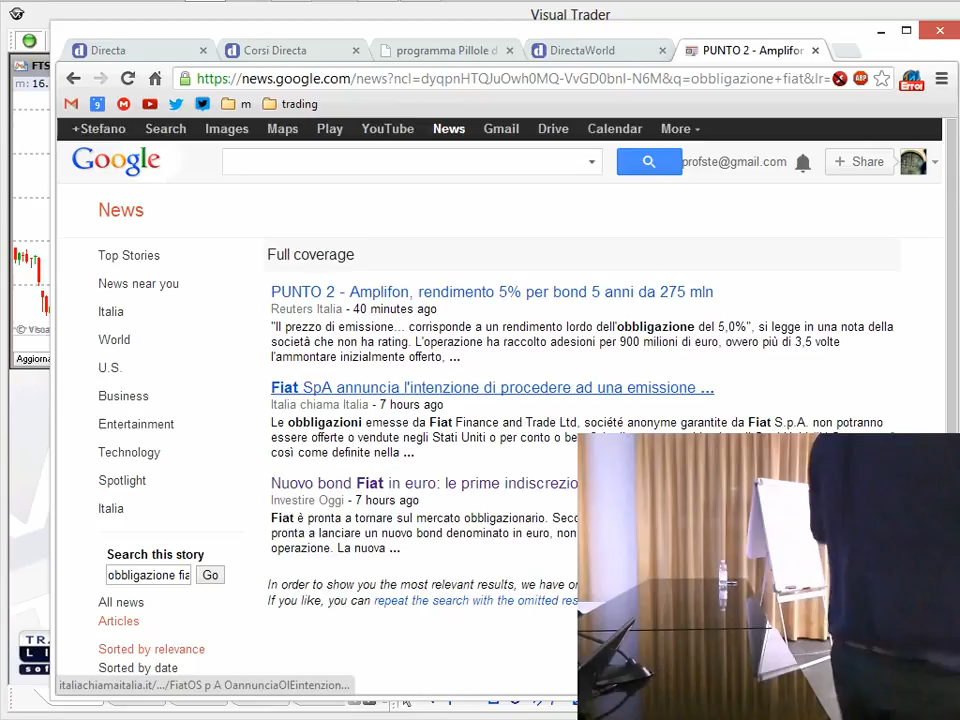 Visual Trader
Directa
Corsi Directa
programma Pillole d
DirectaWorld
PUNTO 2 - Amplifor
FTS
m: 16.
https://news.google.com/news?ncl=dyqpnHTQJuOwh0MQ-VvGD0bnI-N6M&q=obbligazione+fiat&lr=
ABP
Error
9
m
trading
+Stefano Search Images Maps Play YouTube News Gmail Drive Calendar More
Google
profste@gmail.com
+ Share
News
Top Stories
News near you
Italia
World
U.S.
Business
Entertainment
Technology
Spotlight
Italia
Search this story
obbligazione fia
Go
All news
Articles
Sorted by relevance
Sorted by date
Full coverage
PUNTO 2 - Amplifon, rendimento 5% per bond 5 anni da 275 mln
Reuters Italia - 40 minutes ago
"Il prezzo di emissione... corrisponde a un rendimento lordo dell'obbligazione del 5,0%", si legge in una nota della
società che non ha rating. L'operazione ha raccolto adesioni per 900 milioni di euro, ovvero più di 3,5 volte
l'ammontare inizialmente offerto, ...
Fiat SpA annuncia l'intenzione di procedere ad una emissione ...
Italia chiama Italia - 7 hours ago
Le obbligazioni emesse da Fiat Finance and Trade Ltd, société anonyme garantite da Fiat S.p.A. non potranno
essere offerte o vendute negli Stati Uniti o per conto o be
così come definite nella ...
Nuovo bond Fiat in euro: le prime indiscrezio
Investire Oggi - 7 hours ago
Fiat è pronta a tornare sul mercato obbligazionario. Seco
pronta a lanciare un nuovo bond denominato in euro, non
operazione. La nuova ...
In order to show you the most relevant results, we have on
If you like, you can repeat the search with the omitted res
© Visua
Aggiorna
TR.
L I
sof
italiachiamaitalia.it/.../FiatOS p A OannunciaOlEintenzion...